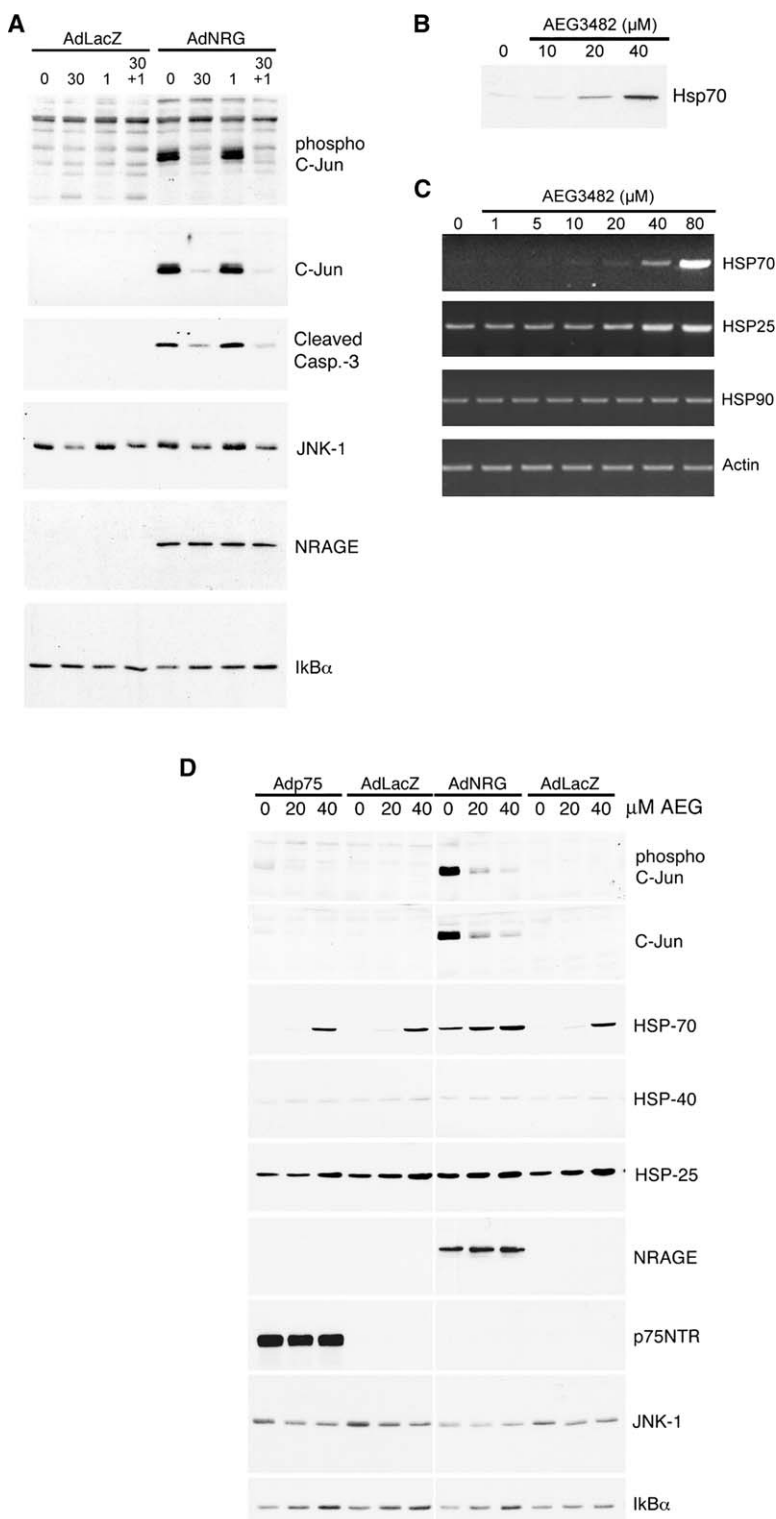 A
AdLacZ AdNRG
0 30 1 30 +1 0 30 1 30 +1
phospho
C-Jun
C-Jun
Cleaved
Casp.-3
JNK-1
NRAGE
IkBα
B
AEG3482 (µM)
0 10 20 40
Hsp70
C
AEG3482 (µM)
0 1 5 10 20 40 80
HSP70
HSP25
HSP90
Actin
D
Adp75 AdLacZ AdNRG AdLacZ
0 20 40 0 20 40 0 20 40 0 20 40 µM AEG
phospho
C-Jun
C-Jun
HSP-70
HSP-40
HSP-25
NRAGE
p75NTR
JNK-1
IkBα